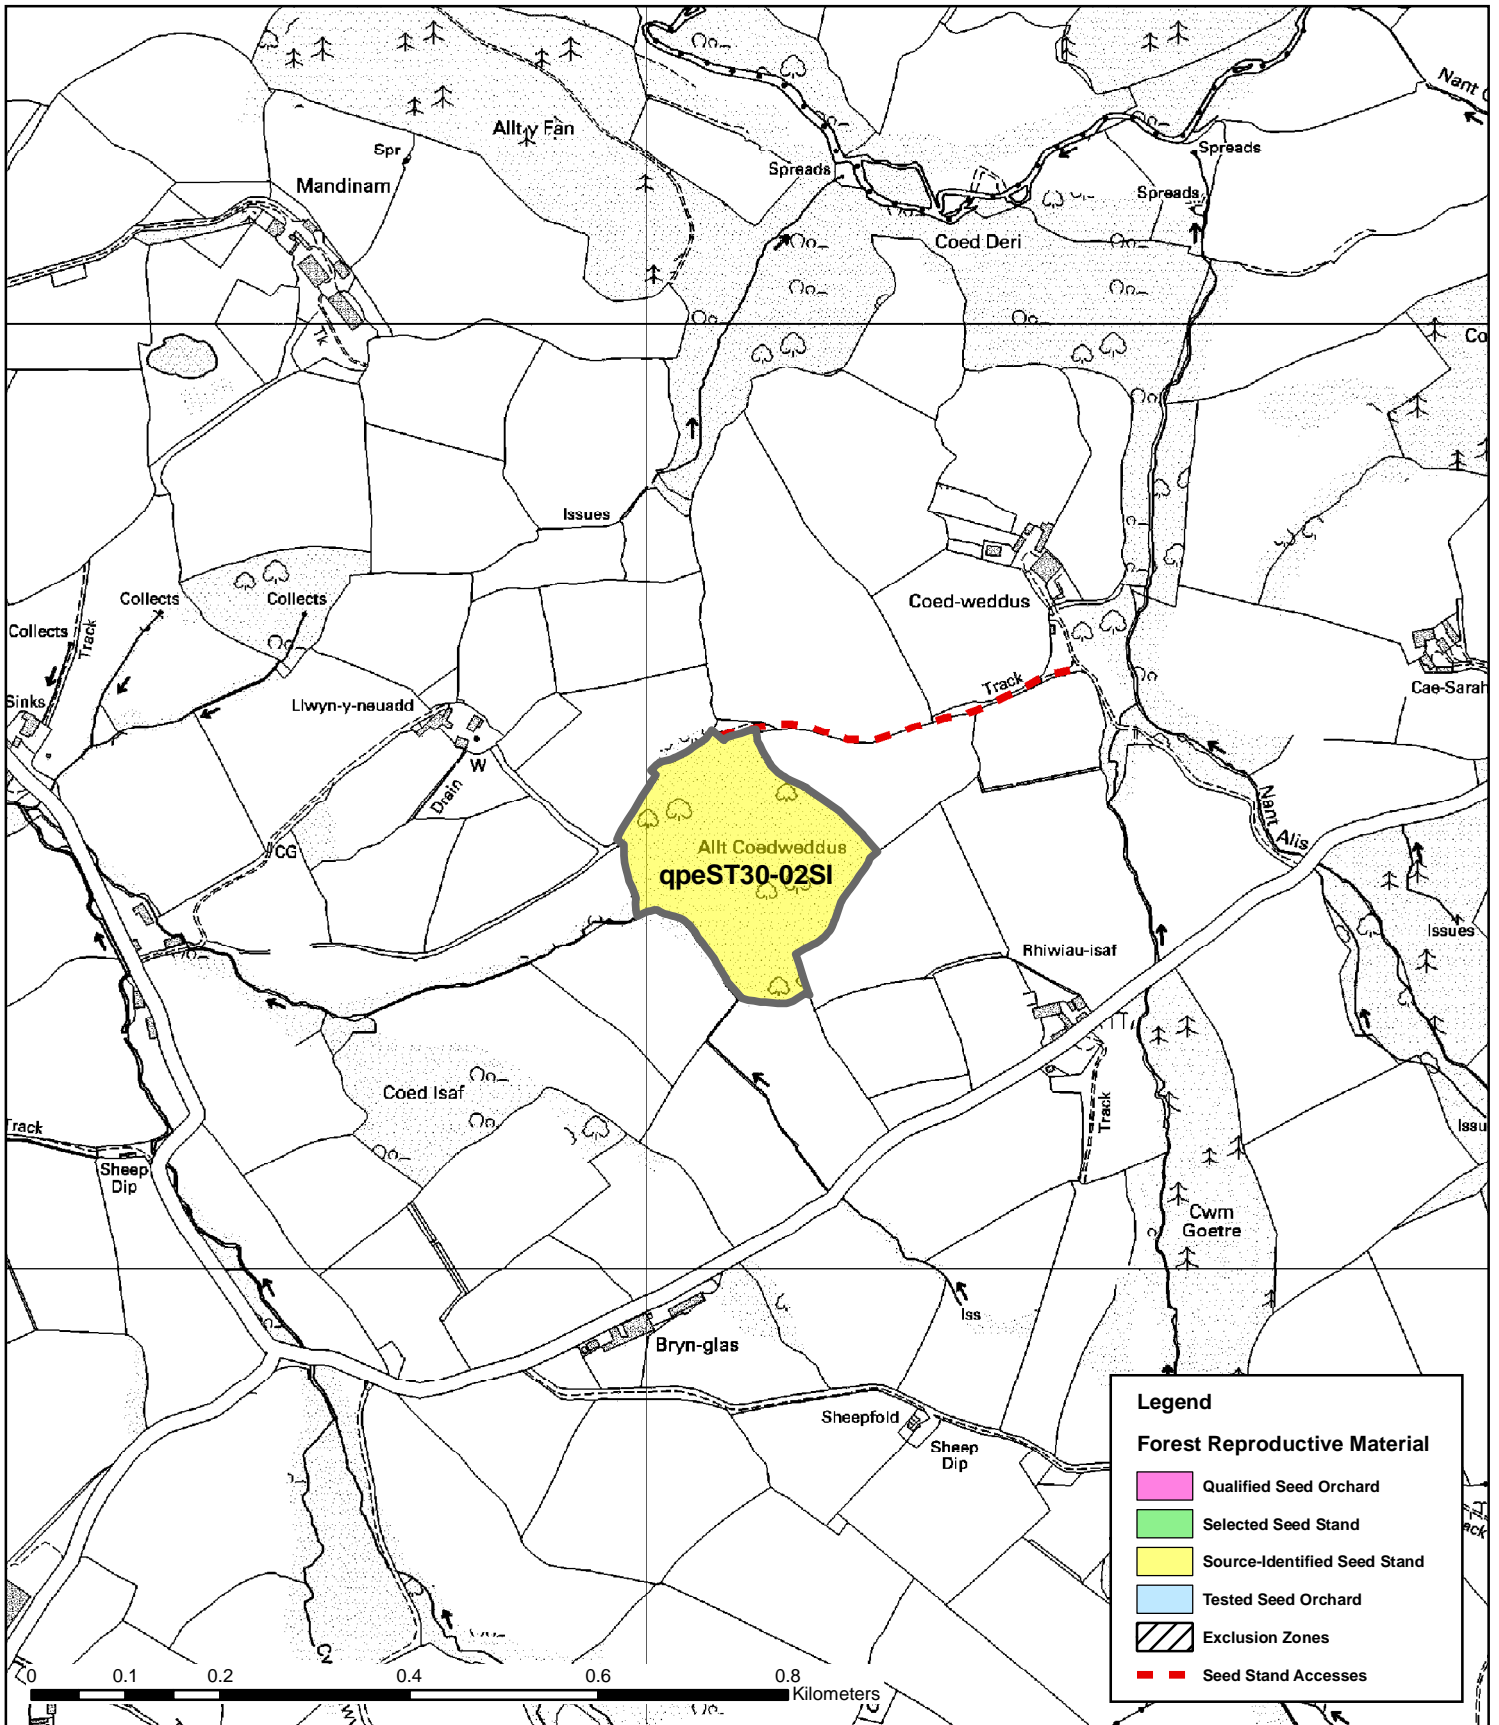 Nant
Allt y Fan
Spr
Mandinam
Spreads
Spreads
Spreads
Coed Deri
Tk
Co
Issues
Collects
Collects
Collects
Track
Coed-weddus
Sinks
Llwyn-y-neuadd
Track
Cae-Sarah
W
Drain
Nant
Alis
CG
Allt Coedweddus
qpeST30-02SI
Issues
Rhiwiau-isaf
Coed Isaf
Track
Track
Issu
Sheep
Dip
Cwm
Goetre
Iss
Bryn-glas
Sheepfold
Sheep
Dip
Legend
Forest Reproductive Material
Qualified Seed Orchard
Selected Seed Stand
Source-Identified Seed Stand
Tested Seed Orchard
Exclusion Zones
Seed Stand Accesses
ack
0 0.1 0.2 0.4 0.6 0.8
Kilometers